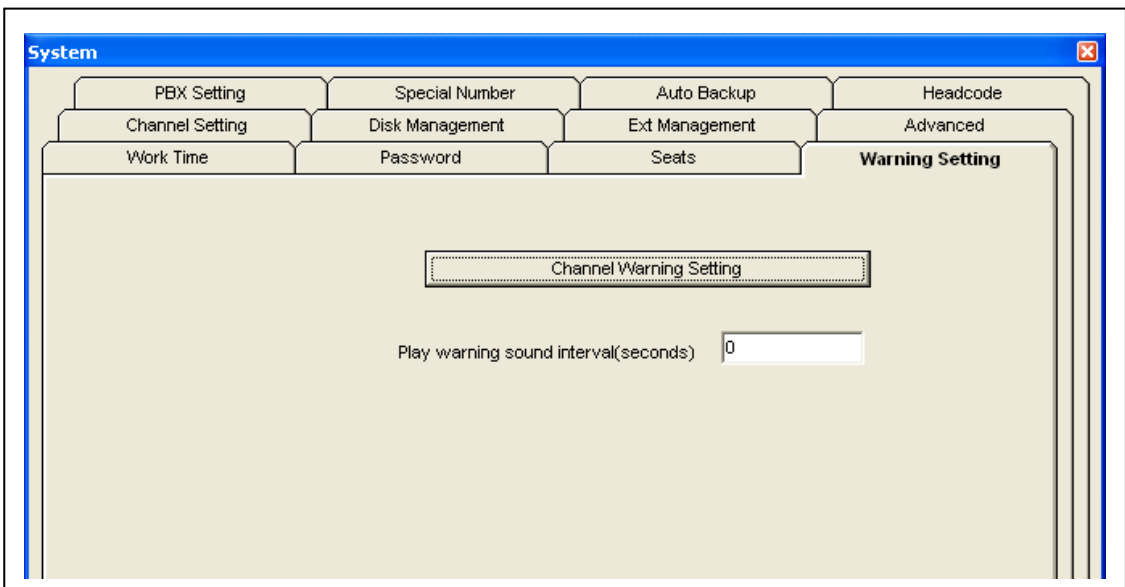 System
PBX Setting Special Number Auto Backup Headcode
Channel Setting Disk Management Ext Management Advanced
Work Time Password Seats Warning Setting
Channel Warning Setting
Play warning sound interval(seconds) 0